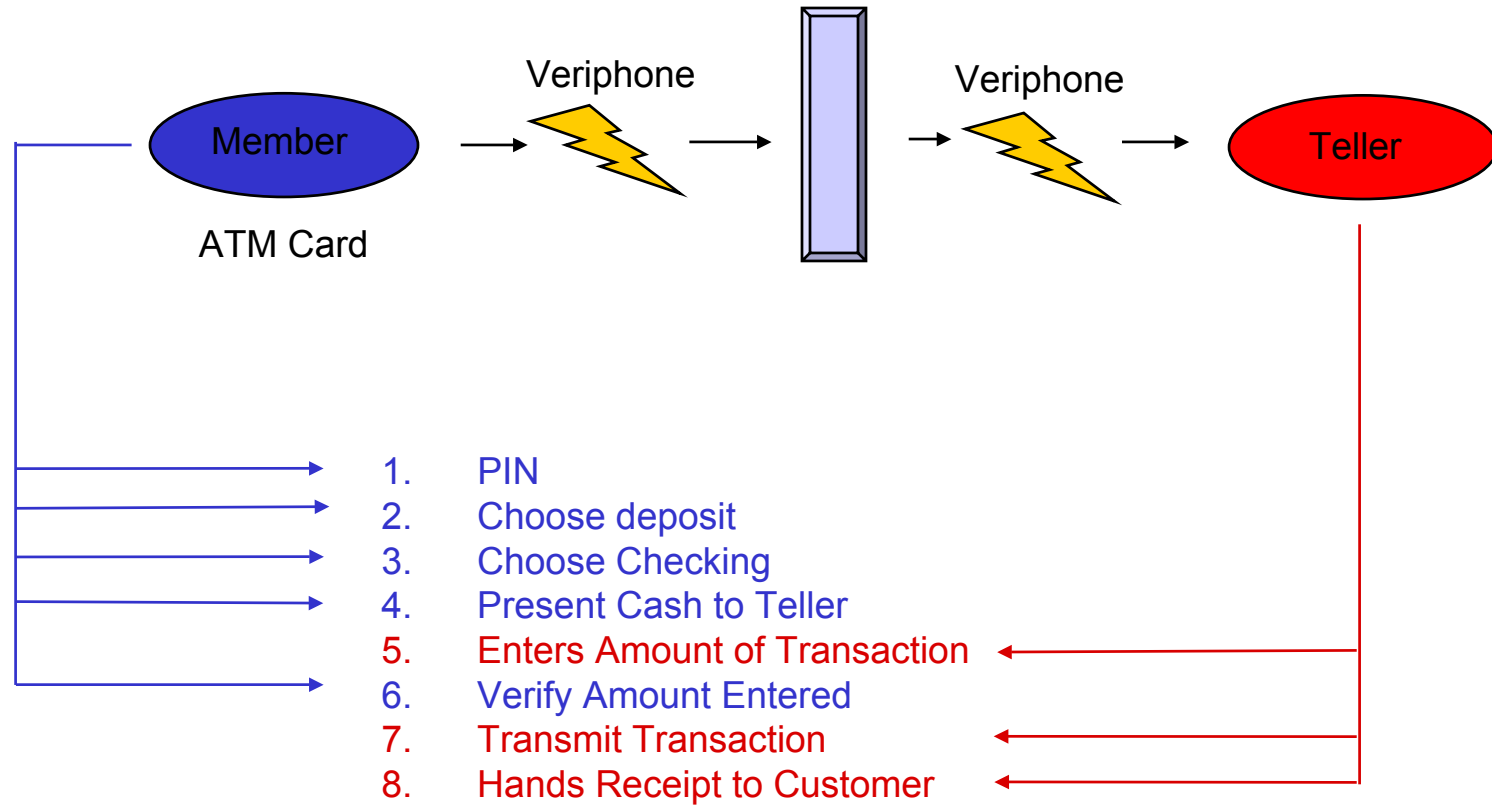 Veriphone
Veriphone
Member
Teller
ATM Card
1. PIN
2. Choose deposit
3. Choose Checking
4. Present Cash to Teller
5. Enters Amount of Transaction
6. Verify Amount Entered
7. Transmit Transaction
8. Hands Receipt to Customer